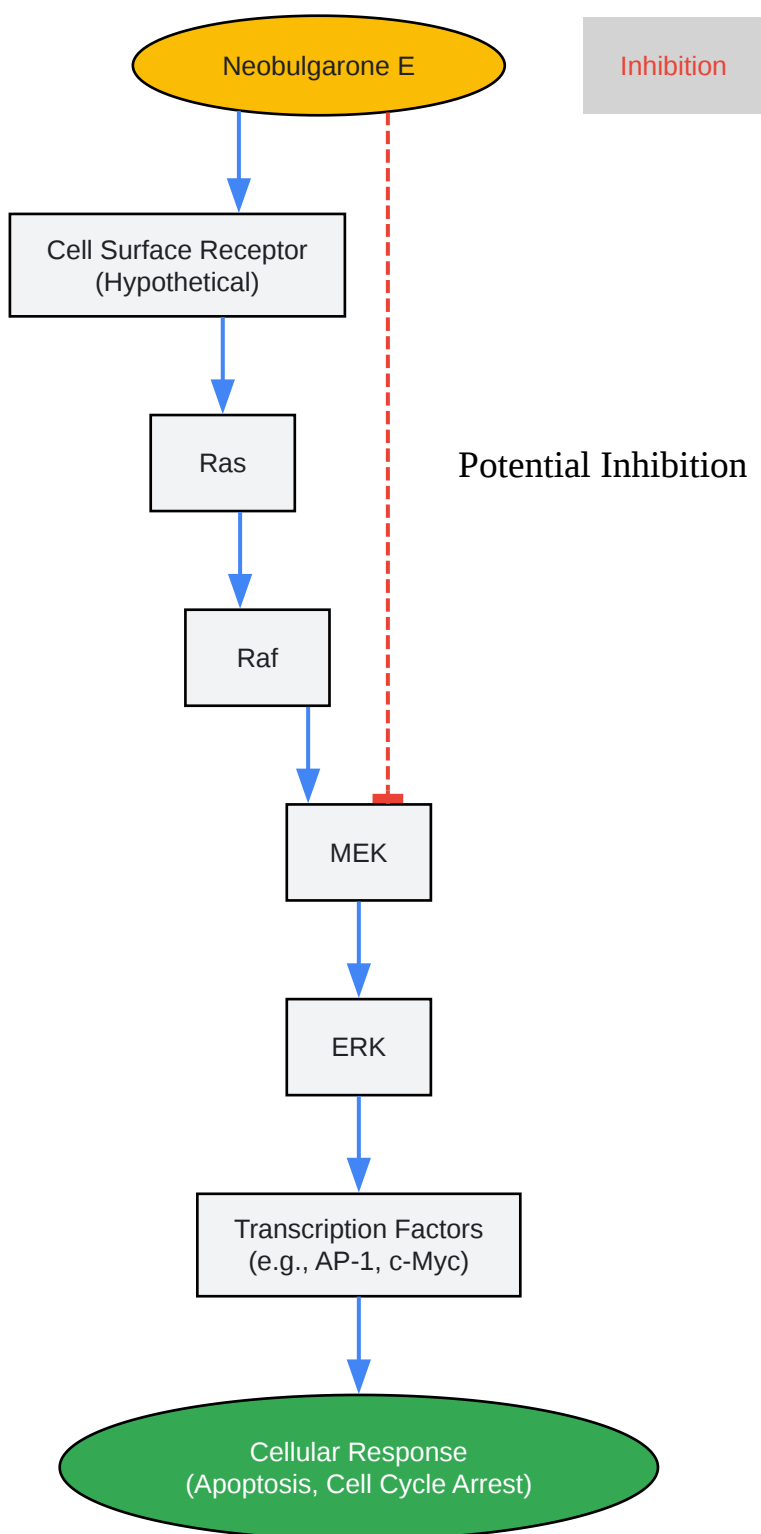 Neobulgarone E
Inhibition
Cell Surface Receptor
(Hypothetical)
Ras
Potential Inhibition
Raf
MEK
ERK
Transcription Factors
(e.g., AP-1, c-Myc)
Cellular Response
(Apoptosis, Cell Cycle Arrest)